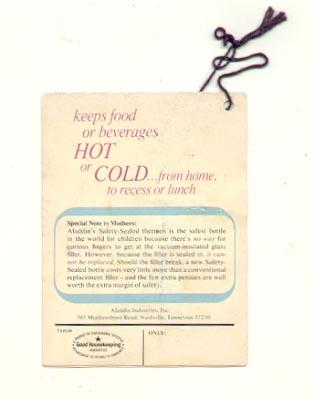 keeps food
or beverages
HOT
or
COLD...from home,
to recess or lunch
Special Note to Mothers:
Aladdin's Safety-Sealed thermos is the safest bottle
in the world for children because there's no way for
curious fingers to get at the vacuum-insulated glass
filler. However, because the filler is sealed in, it cannot
be replaced. Should the filler break, a new Safety-
Sealed bottle costs very little more than a conventional
replacement filler—and the few extra pennies are well
worth the extra margin of safety.
Aladdin Industries, Inc.
703 Murfreesboro Road, Nashville, Tennessee 37210
Good Housekeeping
ONLY: